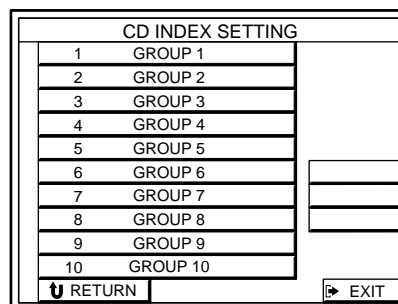 CD INDEX SETTING
1 GROUP 1
2 GROUP 2
3 GROUP 3
4 GROUP 4
5 GROUP 5
6 GROUP 6
7 GROUP 7
8 GROUP 8
9 GROUP 9
10 GROUP 10
RETURN EXIT